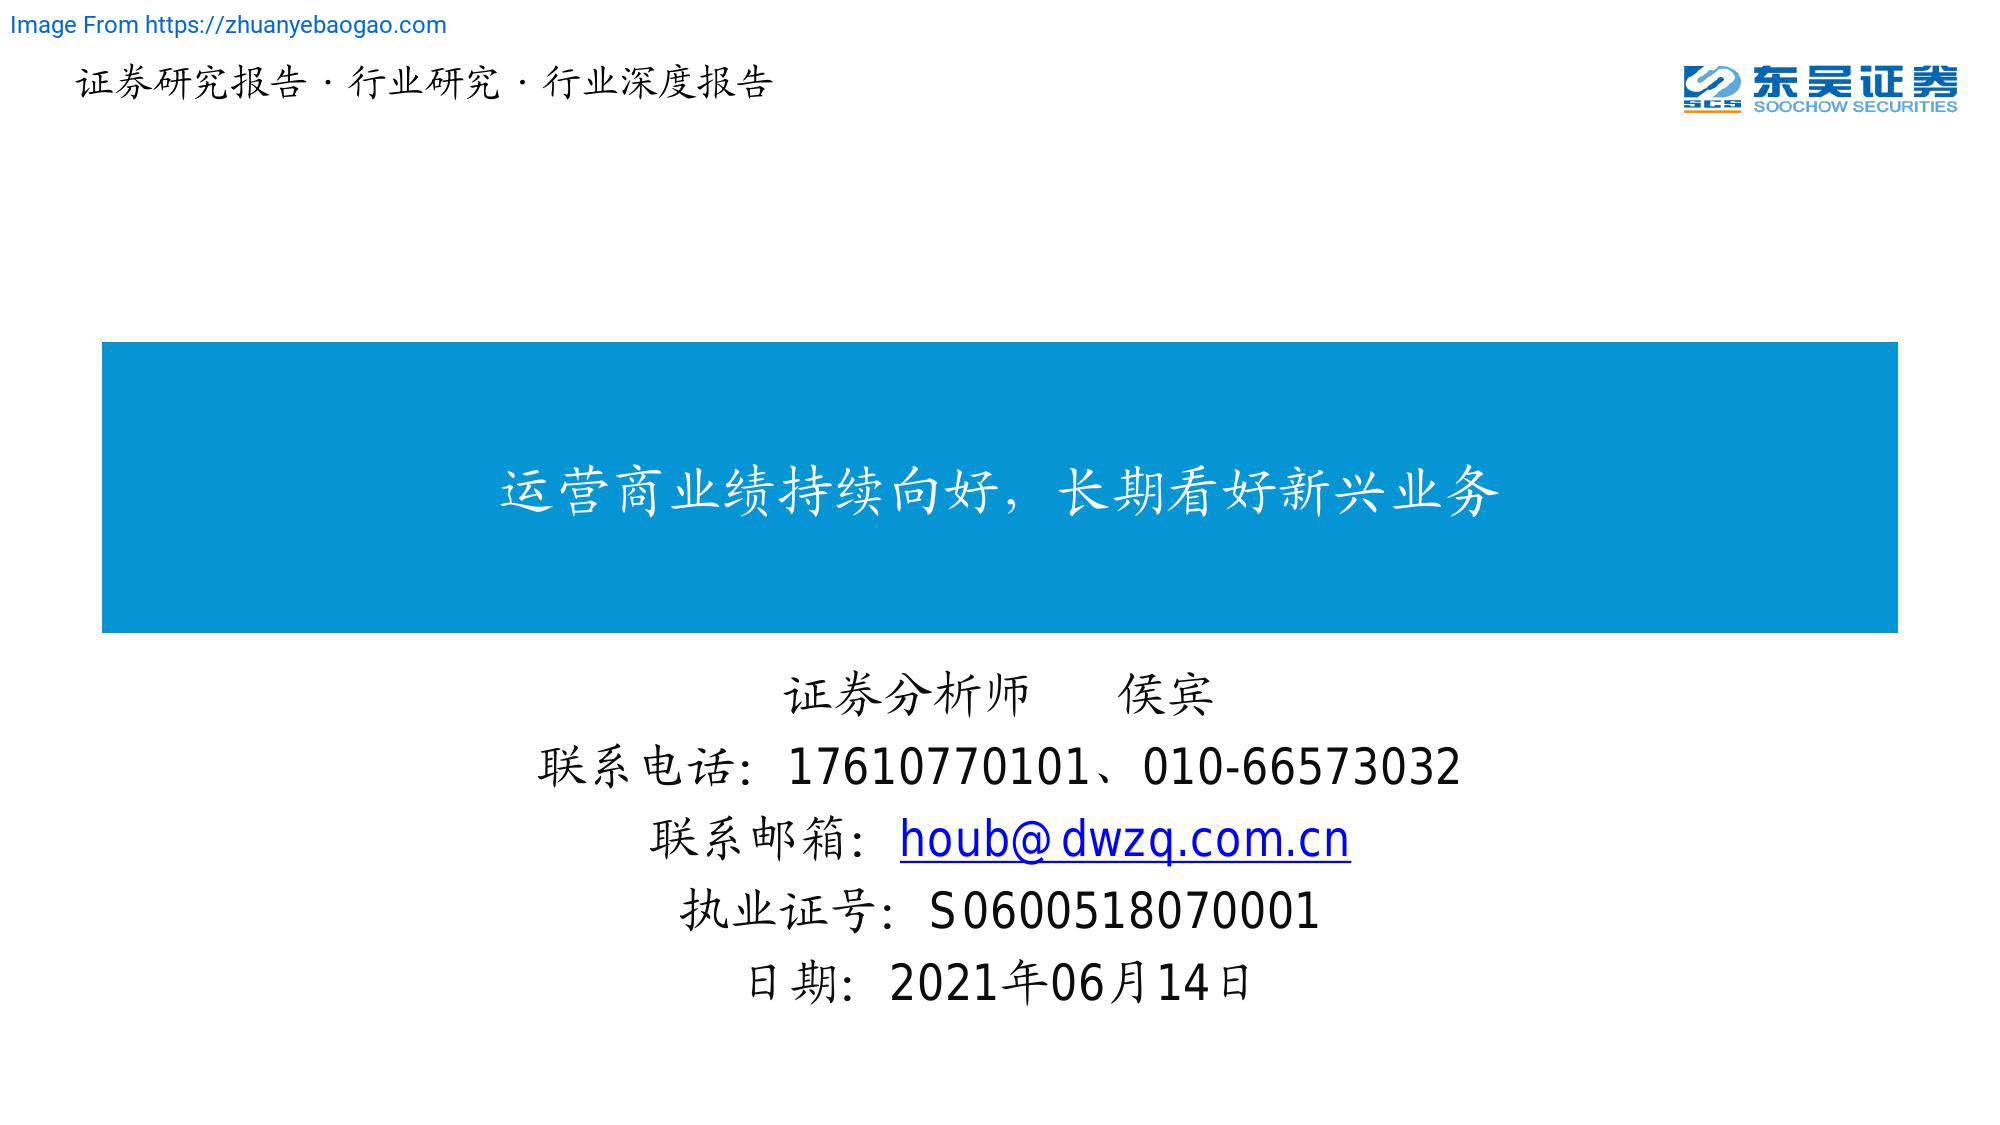 Image From https://zhuanyebaogao.com
证券研究报告·行业研究·行业深度报告
SCS 东吴证券
SOOCHOW SECURITIES
运营商业绩持续向好，长期看好新兴业务
证券分析师 侯宾
联系电话：17610770101、010-66573032
联系邮箱：houb@dwzq.com.cn
执业证号：S0600518070001
日期：2021年06月14日